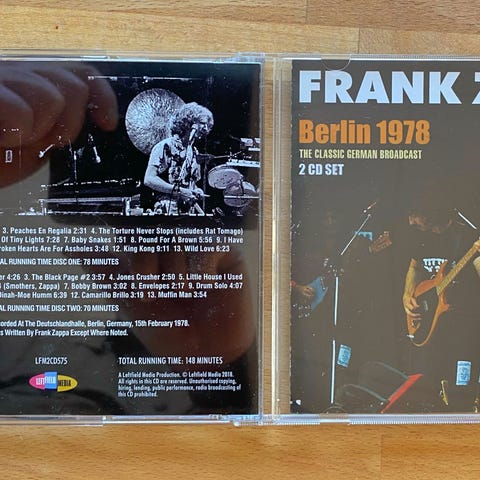 3. Peaches En Regalia 2:31 4. The Torture Never Stops (includes Rat Tomago)
Of Tiny Lights 7:28 7. Baby Snakes 1:51 8. Pound For A Brown 5:56 9. I Have
roken Hearts Are For Assholes 3:48 12. King Kong 9:11 13. Wild Love 6:23
AL RUNNING TIME DISC ONE: 78 MINUTES
er 4:26 3. The Black Page #2 3:57 4. Jones Crusher 2:50 5. Little House I Used
4 (Smothers, Zappa) 7. Bobby Brown 3:02 8. Envelopes 2:17 9. Drum Solo 4:07
Dinah-Moe Humm 6:39 12. Camarillo Brillo 3:19 13. Muffin Man 3:54
AL RUNNING TIME DISC TWO: 70 MINUTES
corded At The Deutschlandhalle, Berlin, Germany, 15th February 1978.
s Written By Frank Zappa Except Where Noted.
LFM2CD575
TOTAL RUNNING TIME: 148 MINUTES
LEFTFIELD MEDIA
A Leftfield Media Production. © Leftfield Media 2018.
All rights on this CD are reserved. Unauthorised copying,
hiring, lending, public performance, radio broadcasting of
this CD prohibited.
FRANK Z
Berlin 1978
THE CLASSIC GERMAN BROADCAST
2 CD SET